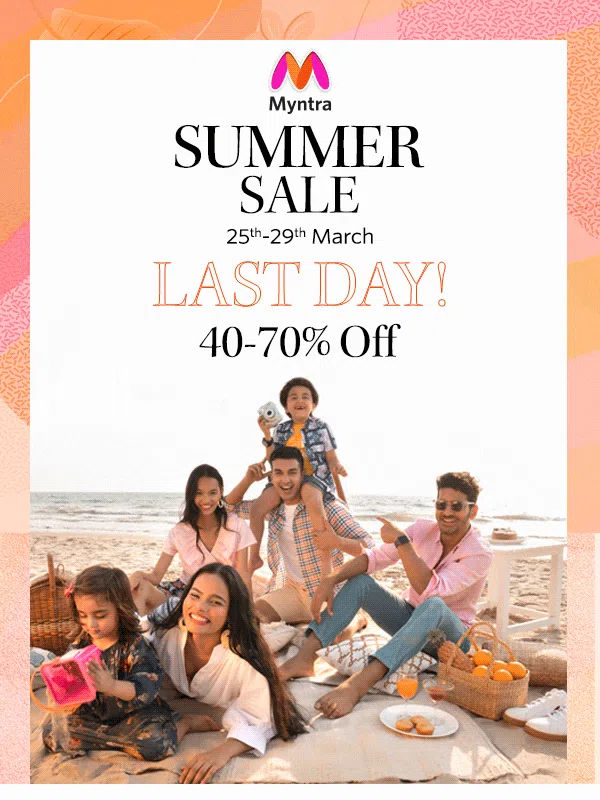 Myntra
SUMMER
SALE
25th-29th March
LAST DAY!
40-70% Off